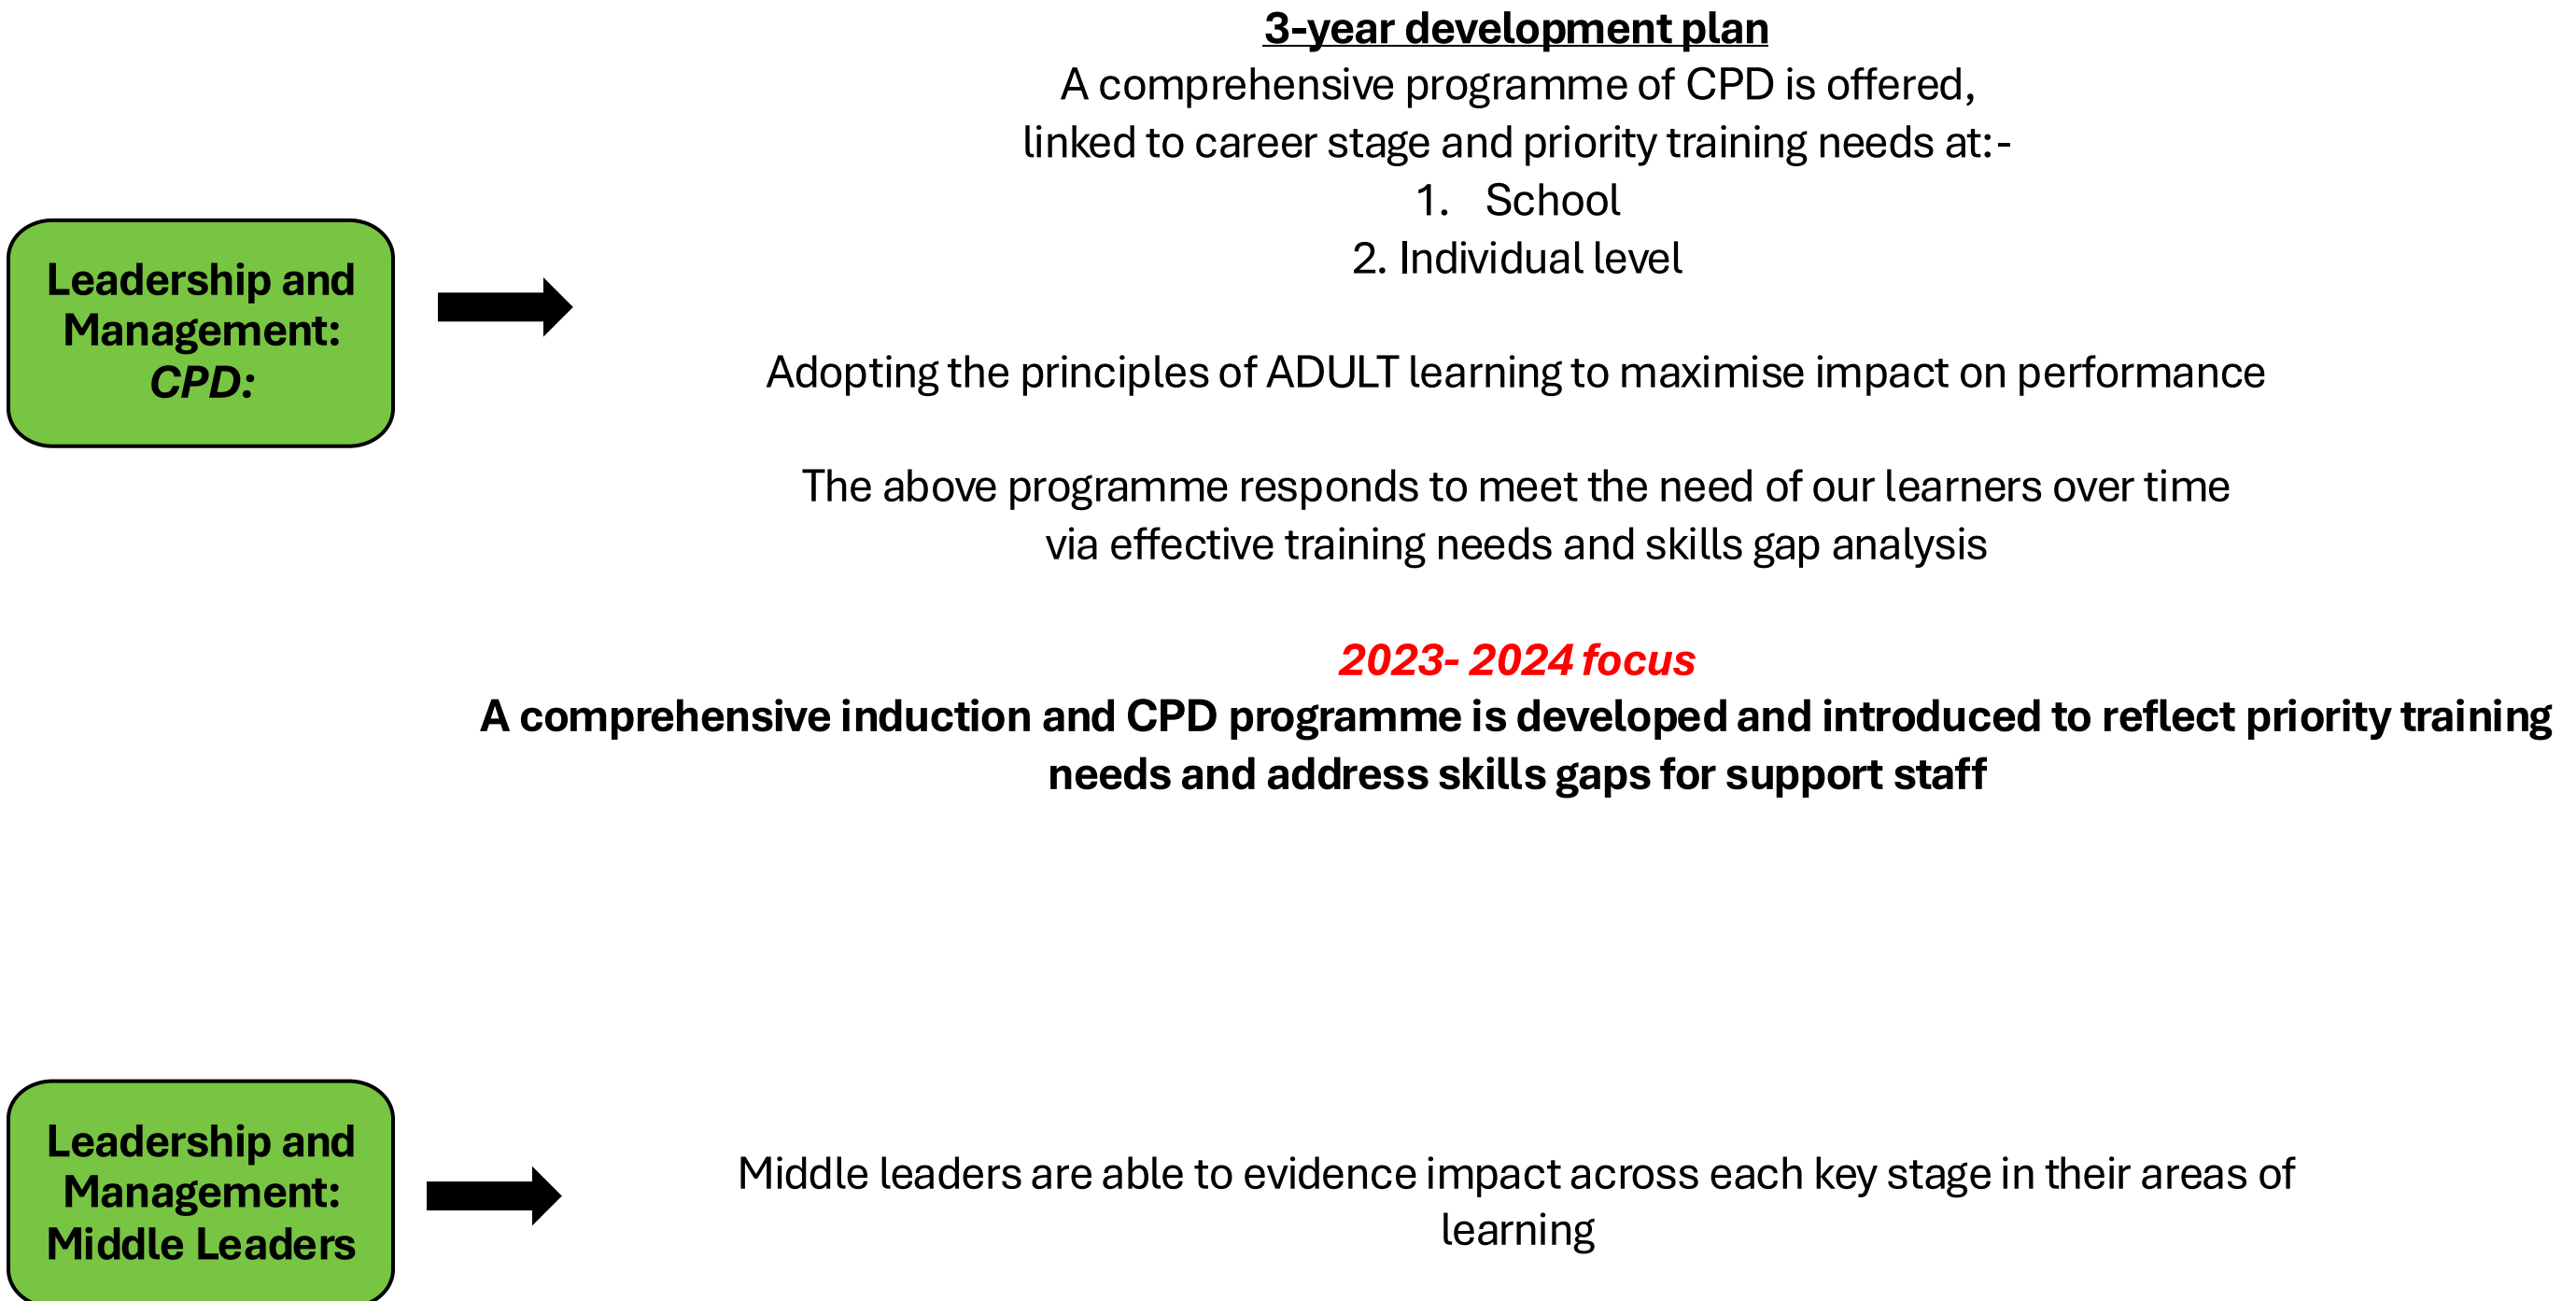 3-year development plan
A comprehensive programme of CPD is offered,
linked to career stage and priority training needs at:-
1. School
2. Individual level
Leadership and
Management:
CPD:
Adopting the principles of ADULT learning to maximise impact on performance
The above programme responds to meet the need of our learners over time
via effective training needs and skills gap analysis
2023- 2024 focus
A comprehensive induction and CPD programme is developed and introduced to reflect priority training
needs and address skills gaps for support staff
Leadership and
Management:
Middle Leaders
Middle leaders are able to evidence impact across each key stage in their areas of
learning